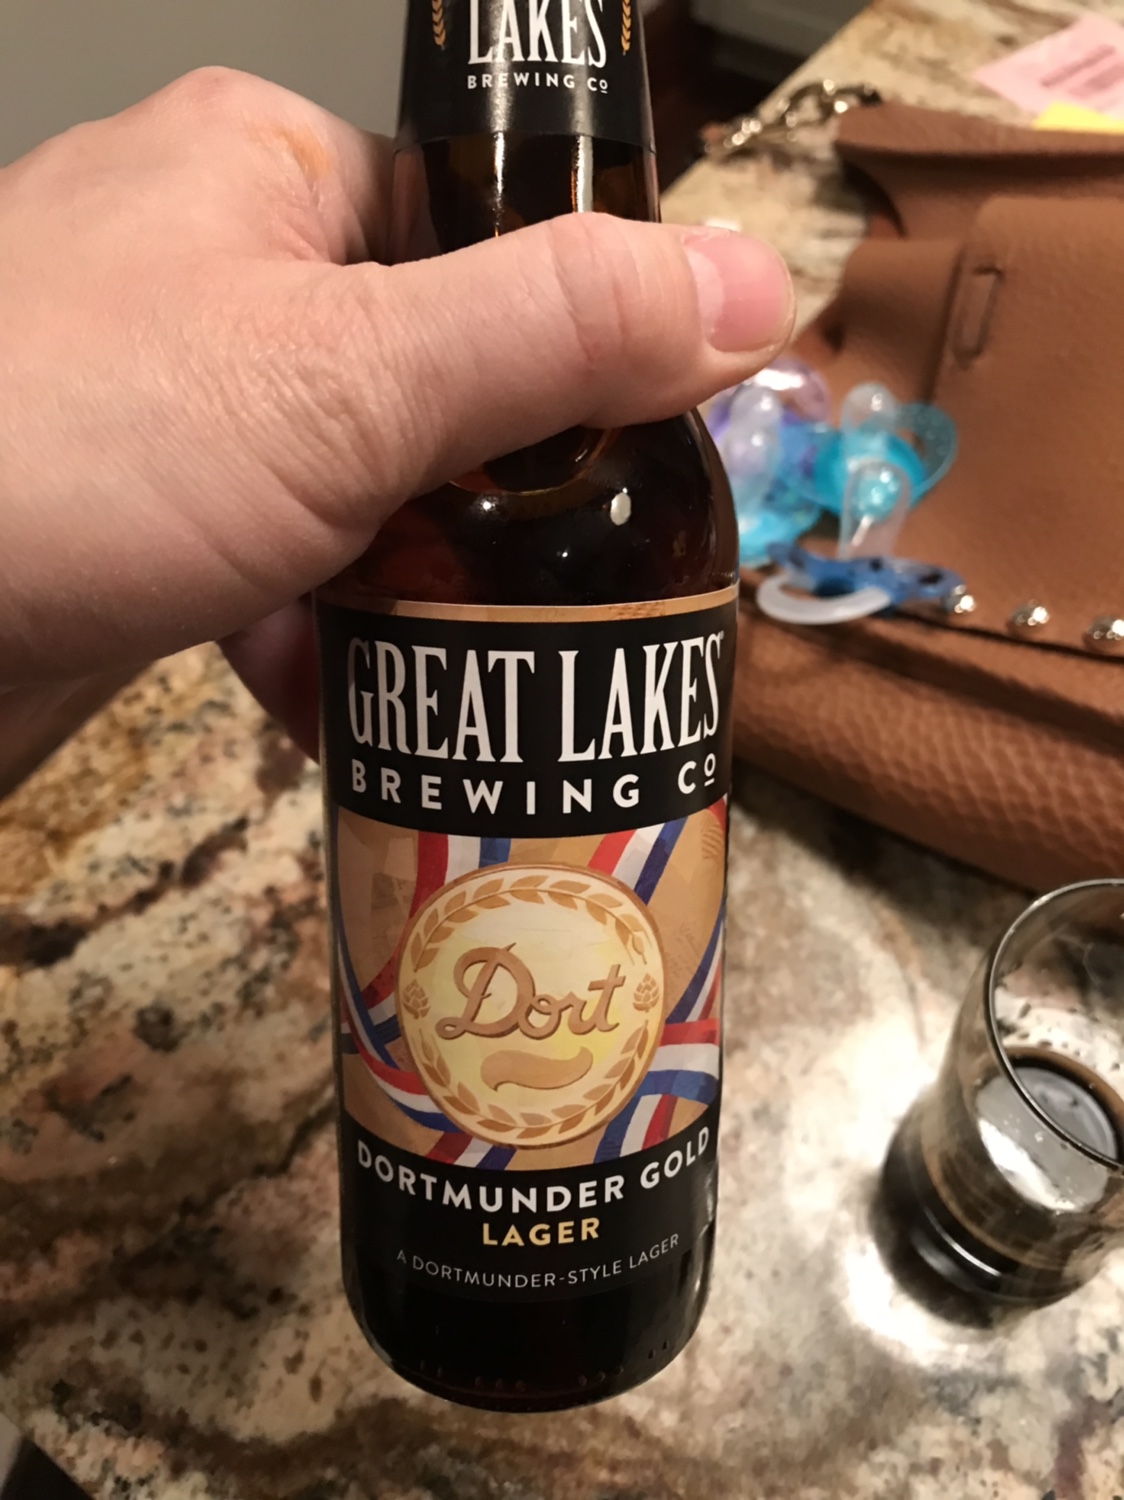 LAKES
BREWING Co
GREAT LAKES
BREWING Co
Dort
DORTMUNDER GOLD
LAGER
A DORTMUNDER-STYLE LAGER